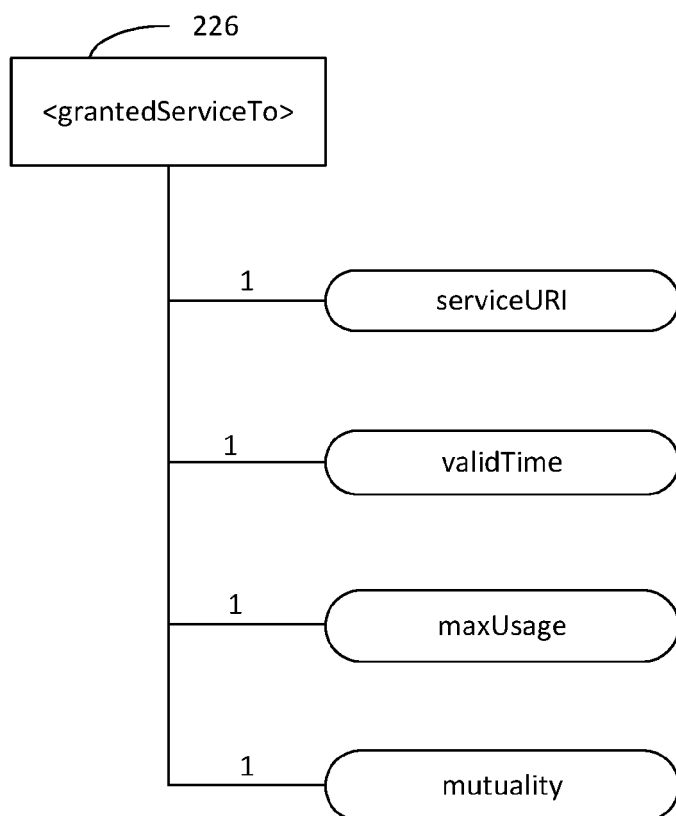 226
<grantedServiceTo>
1
serviceURI
1
validTime
1
maxUsage
1
mutuality